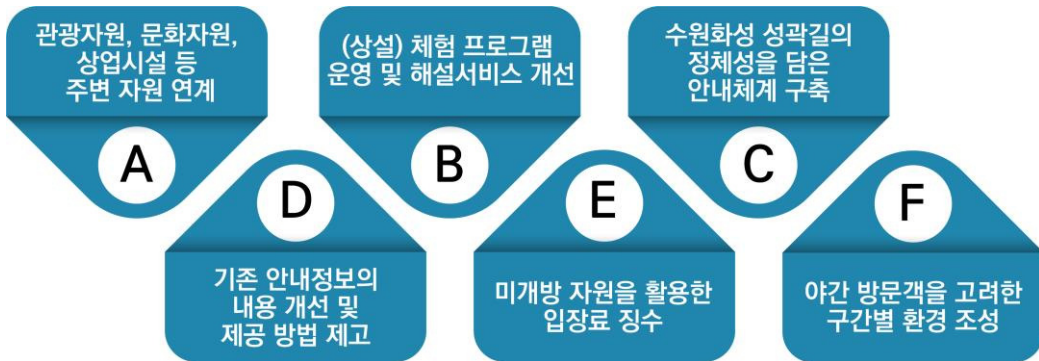 관광자원, 문화자원,
상업시설 등
주변 자원 연계
A
(상설) 체험 프로그램
운영 및 해설서비스 개선
B
수원화성 성곽길의
정체성을 담은
안내체계 구축
C
D
기존 안내정보의
내용 개선 및
제공 방법 제고
E
미개방 자원을 활용한
입장료 징수
F
야간 방문객을 고려한
구간별 환경 조성